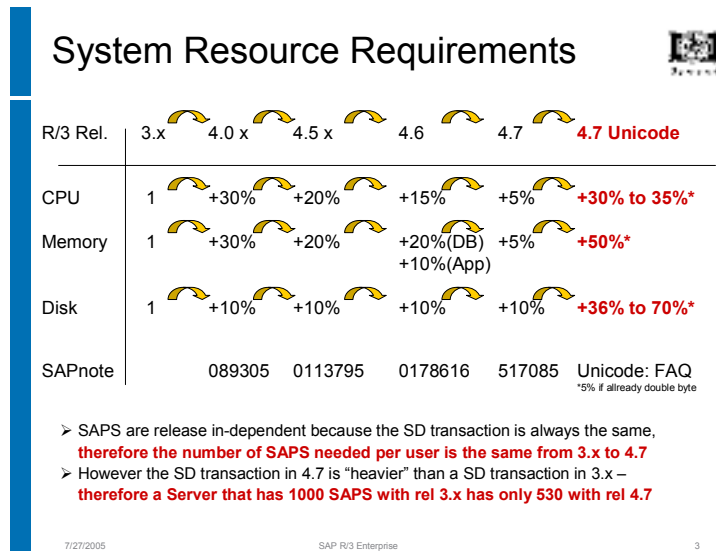 System Resource Requirements
R/3 Rel. 3.x 4.0 x 4.5 x 4.6 4.7 4.7 Unicode
CPU 1 +30% +20% +15% +5% +30% to 35%*
Memory 1 +30% +20% +20%(DB) +5% +50%*
+10%(App)
Disk 1 +10% +10% +10% +10% +36% to 70%*
SAPnote 089305 0113795 0178616 517085 Unicode: FAQ
*5% if allready double byte
➢ SAPS are release in-dependent because the SD transaction is always the same,
therefore the number of SAPS needed per user is the same from 3.x to 4.7
➢ However the SD transaction in 4.7 is “heavier” than a SD transaction in 3.x –
therefore a Server that has 1000 SAPS with rel 3.x has only 530 with rel 4.7
7/27/2005 SAP R/3 Enterprise 3